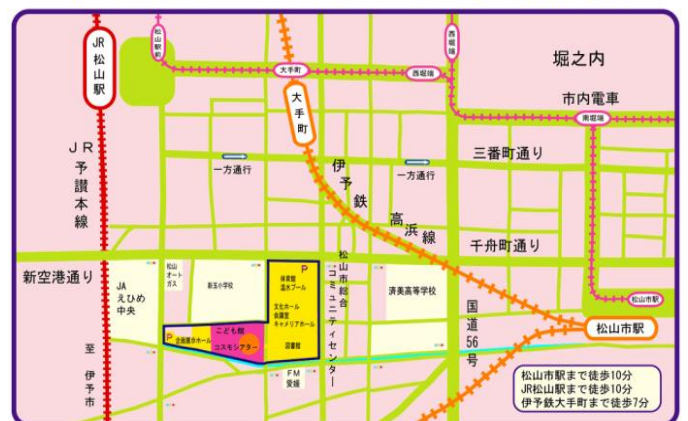 JR松山駅
松山駅前
大手町
西堀端
西堀端
堀之内
市内電車
南堀端
大手町
JR予讃本線
一方通行
伊予鉄高浜線
一方通行
三番町通り
千舟町通り
新空港通り
JA
えひめ
中央
松山
オート
ガス
新玉小学校
P
体育館
温水プール
文化ホール
会議室
キャメリアホール
図書館
松山市総合
コミュニティセンター
済美高等学校
国道56号
松山市駅
松山市駅
P
企画展示ホール
こども館
コスモシアター
FM
愛媛
至 伊予市
松山市駅まで徒歩10分
JR松山駅まで徒歩10分
伊予鉄大手町まで徒歩7分